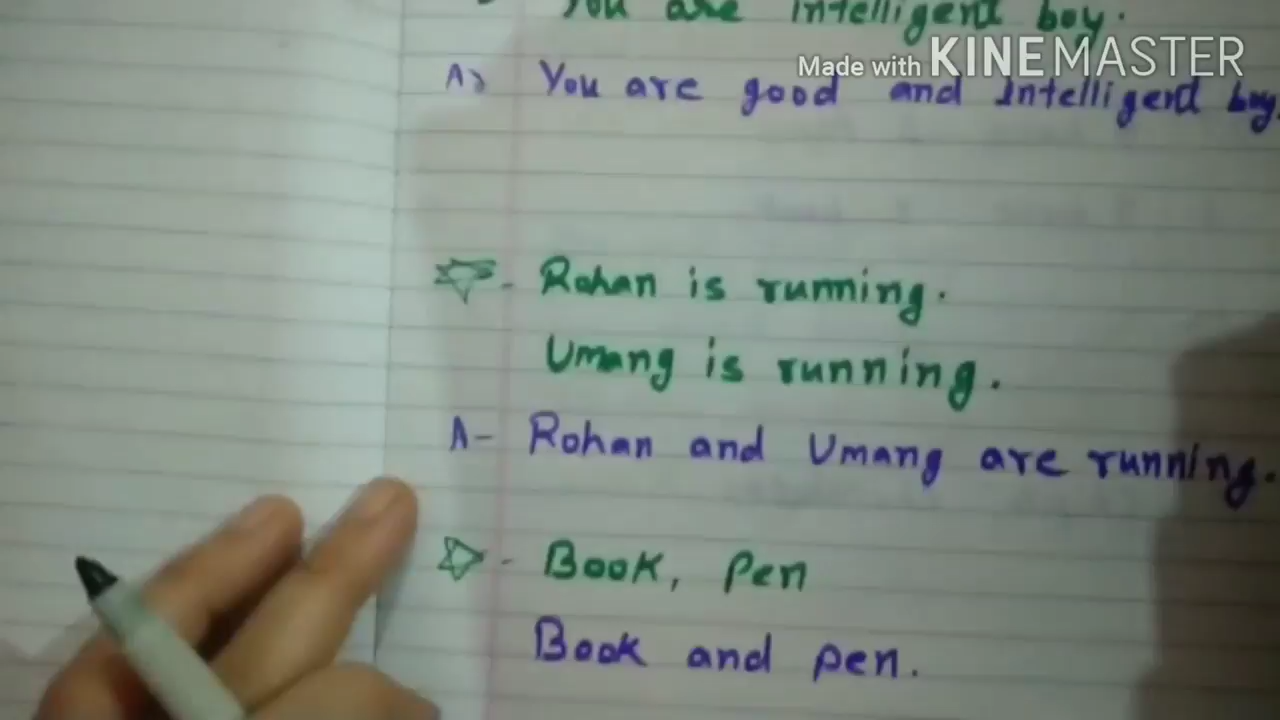 You are intelligent boy.
Made with KINEMASTER
A) You are good and intelligent boy.
- Rohan is running.
Umang is running.
A- Rohan and Umang are running.
- Book, Pen
Book and pen.